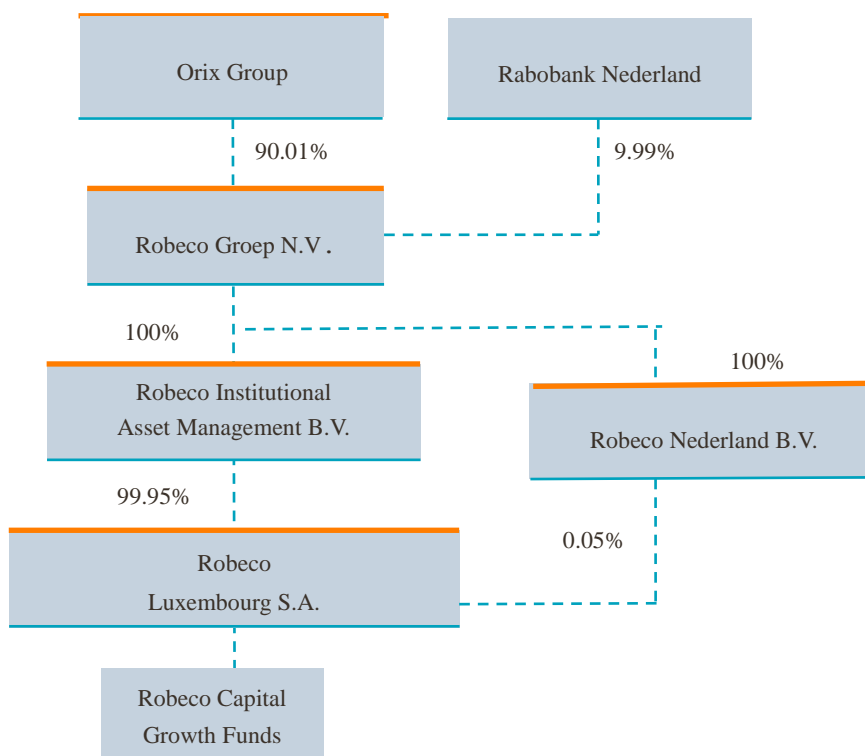 Orix Group
Rabobank Nederland
90.01%
9.99%
Robeco Groep N.V.
100%
100%
Robeco Institutional
Asset Management B.V.
Robeco Nederland B.V.
99.95%
0.05%
Robeco
Luxembourg S.A.
Robeco Capital
Growth Funds